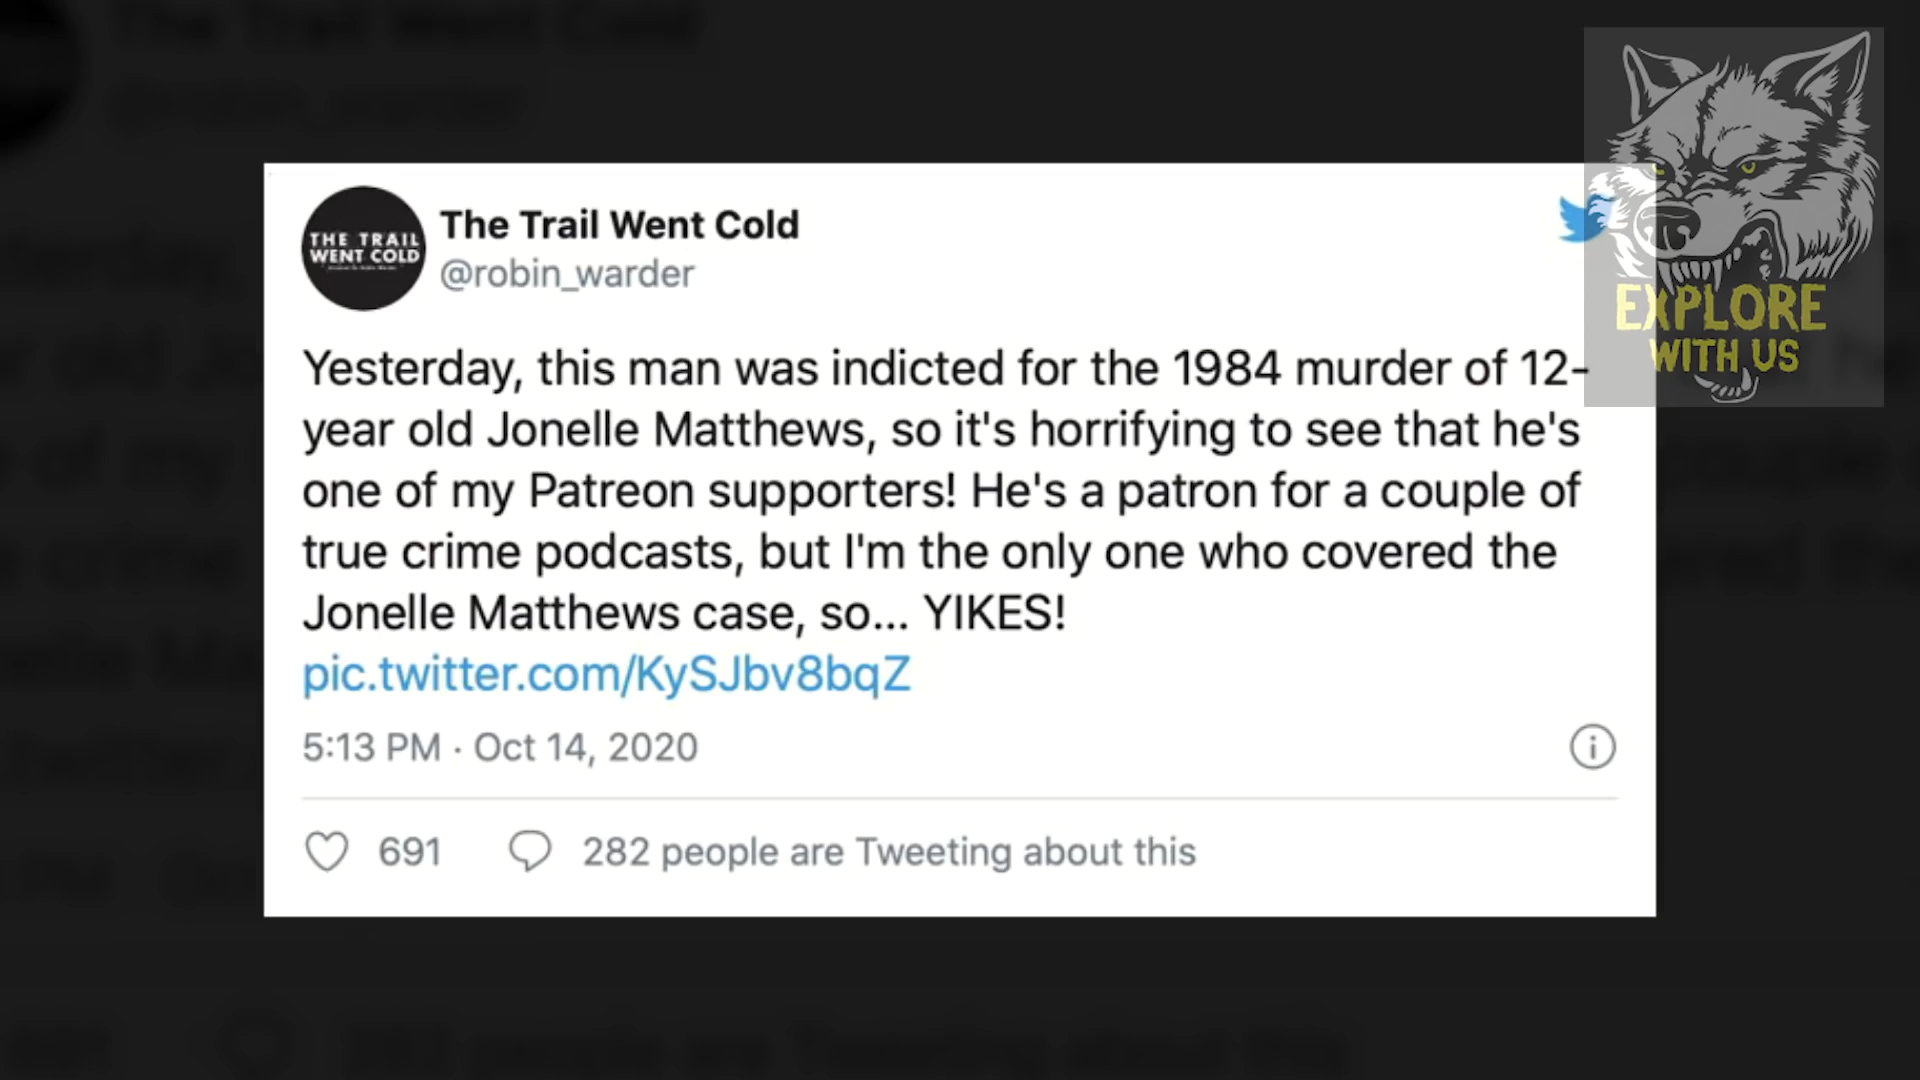 The Trail Went Cold
@robin_warder
THE TRAIL
WENT COLD
Yesterday, this man was indicted for the 1984 murder of 12-
year old Jonelle Matthews, so it's horrifying to see that he's
one of my Patreon supporters! He's a patron for a couple of
true crime podcasts, but I'm the only one who covered the
Jonelle Matthews case, so... YIKES!
pic.twitter.com/KySJbv8bqZ
5:13 PM · Oct 14, 2020
691
282 people are Tweeting about this
EXPLORE
WITH US